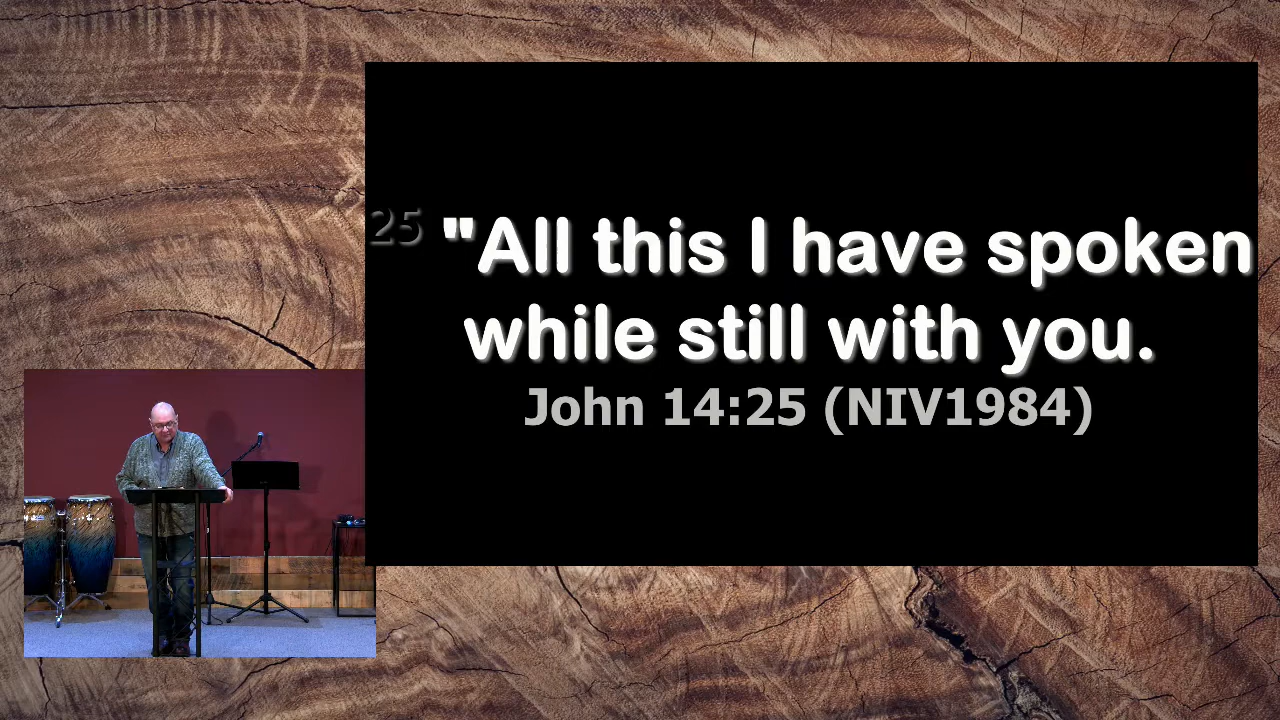 25 "All this I have spoken
while still with you.
John 14:25 (NIV1984)